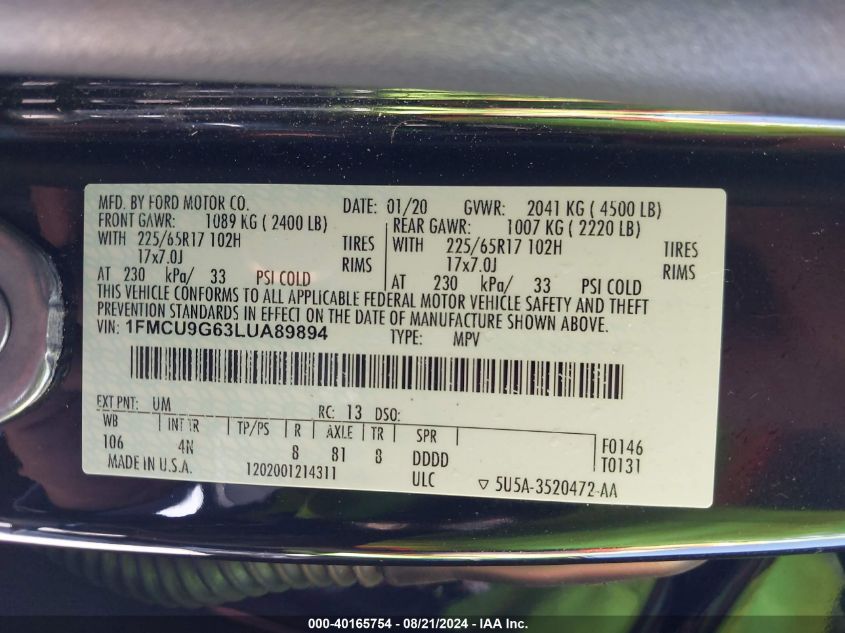 MFD. BY FORD MOTOR CO. DATE: 01/20 GVWR: 2041 KG ( 4500 LB)
FRONT GAWR: 1089 KG ( 2400 LB) REAR GAWR: 1007 KG ( 2220 LB)
WITH 225/65R17 102H TIRES WITH 225/65R17 102H TIRES
17x7.0J RIMS 17x7.0J RIMS
AT 230 kPa/ 33 PSI COLD AT 230 kPa/ 33 PSI COLD
THIS VEHICLE CONFORMS TO ALL APPLICABLE FEDERAL MOTOR VEHICLE SAFETY AND THEFT
PREVENTION STANDARDS IN EFFECT ON THE DATE OF MANUFACTURE SHOWN ABOVE.
VIN: 1FMCU9G63LUA89894 TYPE: MPV
EXT PNT: UM RC: 13 DSO:
WB INT TR TP/PS R AXLE TR SPR
106 4N 8 81 8 DDDD F0146
MADE IN U.S.A. 1202001214311 T0131
ULC ▽ 5U5A-3520472-AA
000-40165754 - 08/21/2024 - IAA Inc.